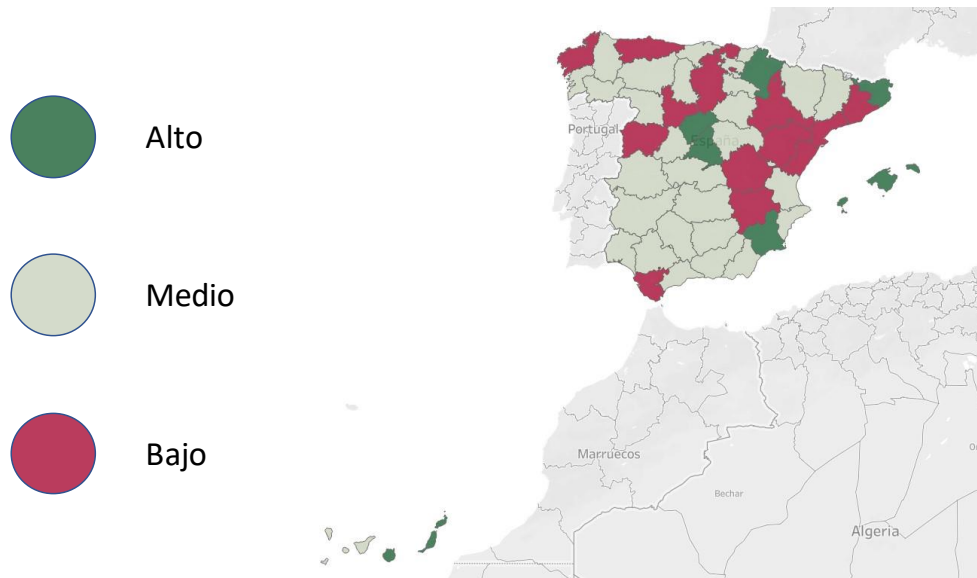 Alto
Medio
Bajo
Portugal
España
Marruecos
Bechar
Algeria